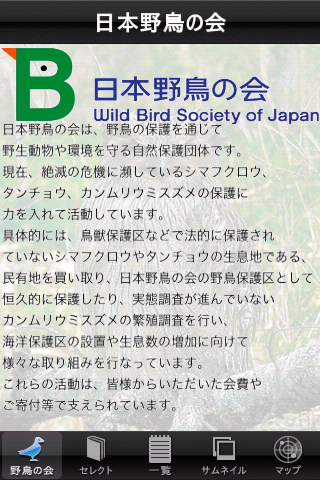 日本野鳥の会
B
日本野鳥の会
Wild Bird Society of Japan
日本野鳥の会は、野鳥の保護を通じて
野生動物や環境を守る自然保護団体です。
現在、絶滅の危機に瀕しているシマフクロウ、
タンチョウ、カンムリウミスズメの保護に
力を入れて活動しています。
具体的には、鳥獣保護区などで法的に保護され
ていないシマフクロウやタンチョウの生息地である、
民有地を買い取り、日本野鳥の会の野鳥保護区として
恒久的に保護したり、実態調査が進んでいない
カンムリウミスズメの繁殖調査を行い、
海洋保護区の設置や生息数の増加に向けて
様々な取り組みを行なっています。
これらの活動は、皆様からいただいた会費や
ご寄付等で支えられています。
野鳥の会 セレクト 一覧 サムネイル マップ